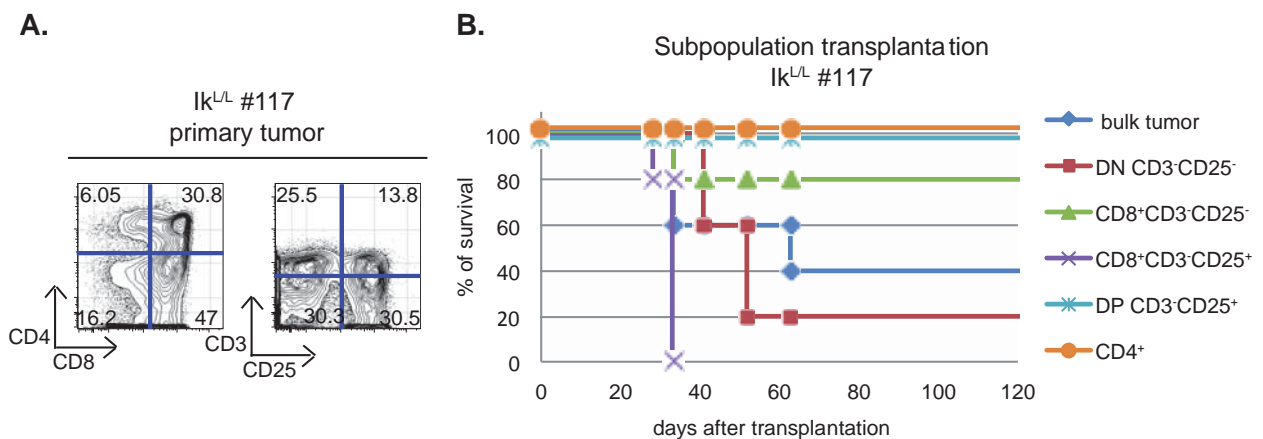 A.
Ik^L/L #117
primary tumor
6.05 30.8
16.2 47
CD4
CD8
25.5 13.8
30.3 30.5
CD3
CD25
B.
Subpopulation transplantation
Ik^L/L #117
% of survival
100
80
60
40
20
0
0 20 40 60 80 100 120
days after transplantation
bulk tumor
DN CD3⁻CD25⁻
CD8⁺CD3⁻CD25⁻
CD8⁺CD3⁻CD25⁺
DP CD3⁻CD25⁺
CD4⁺